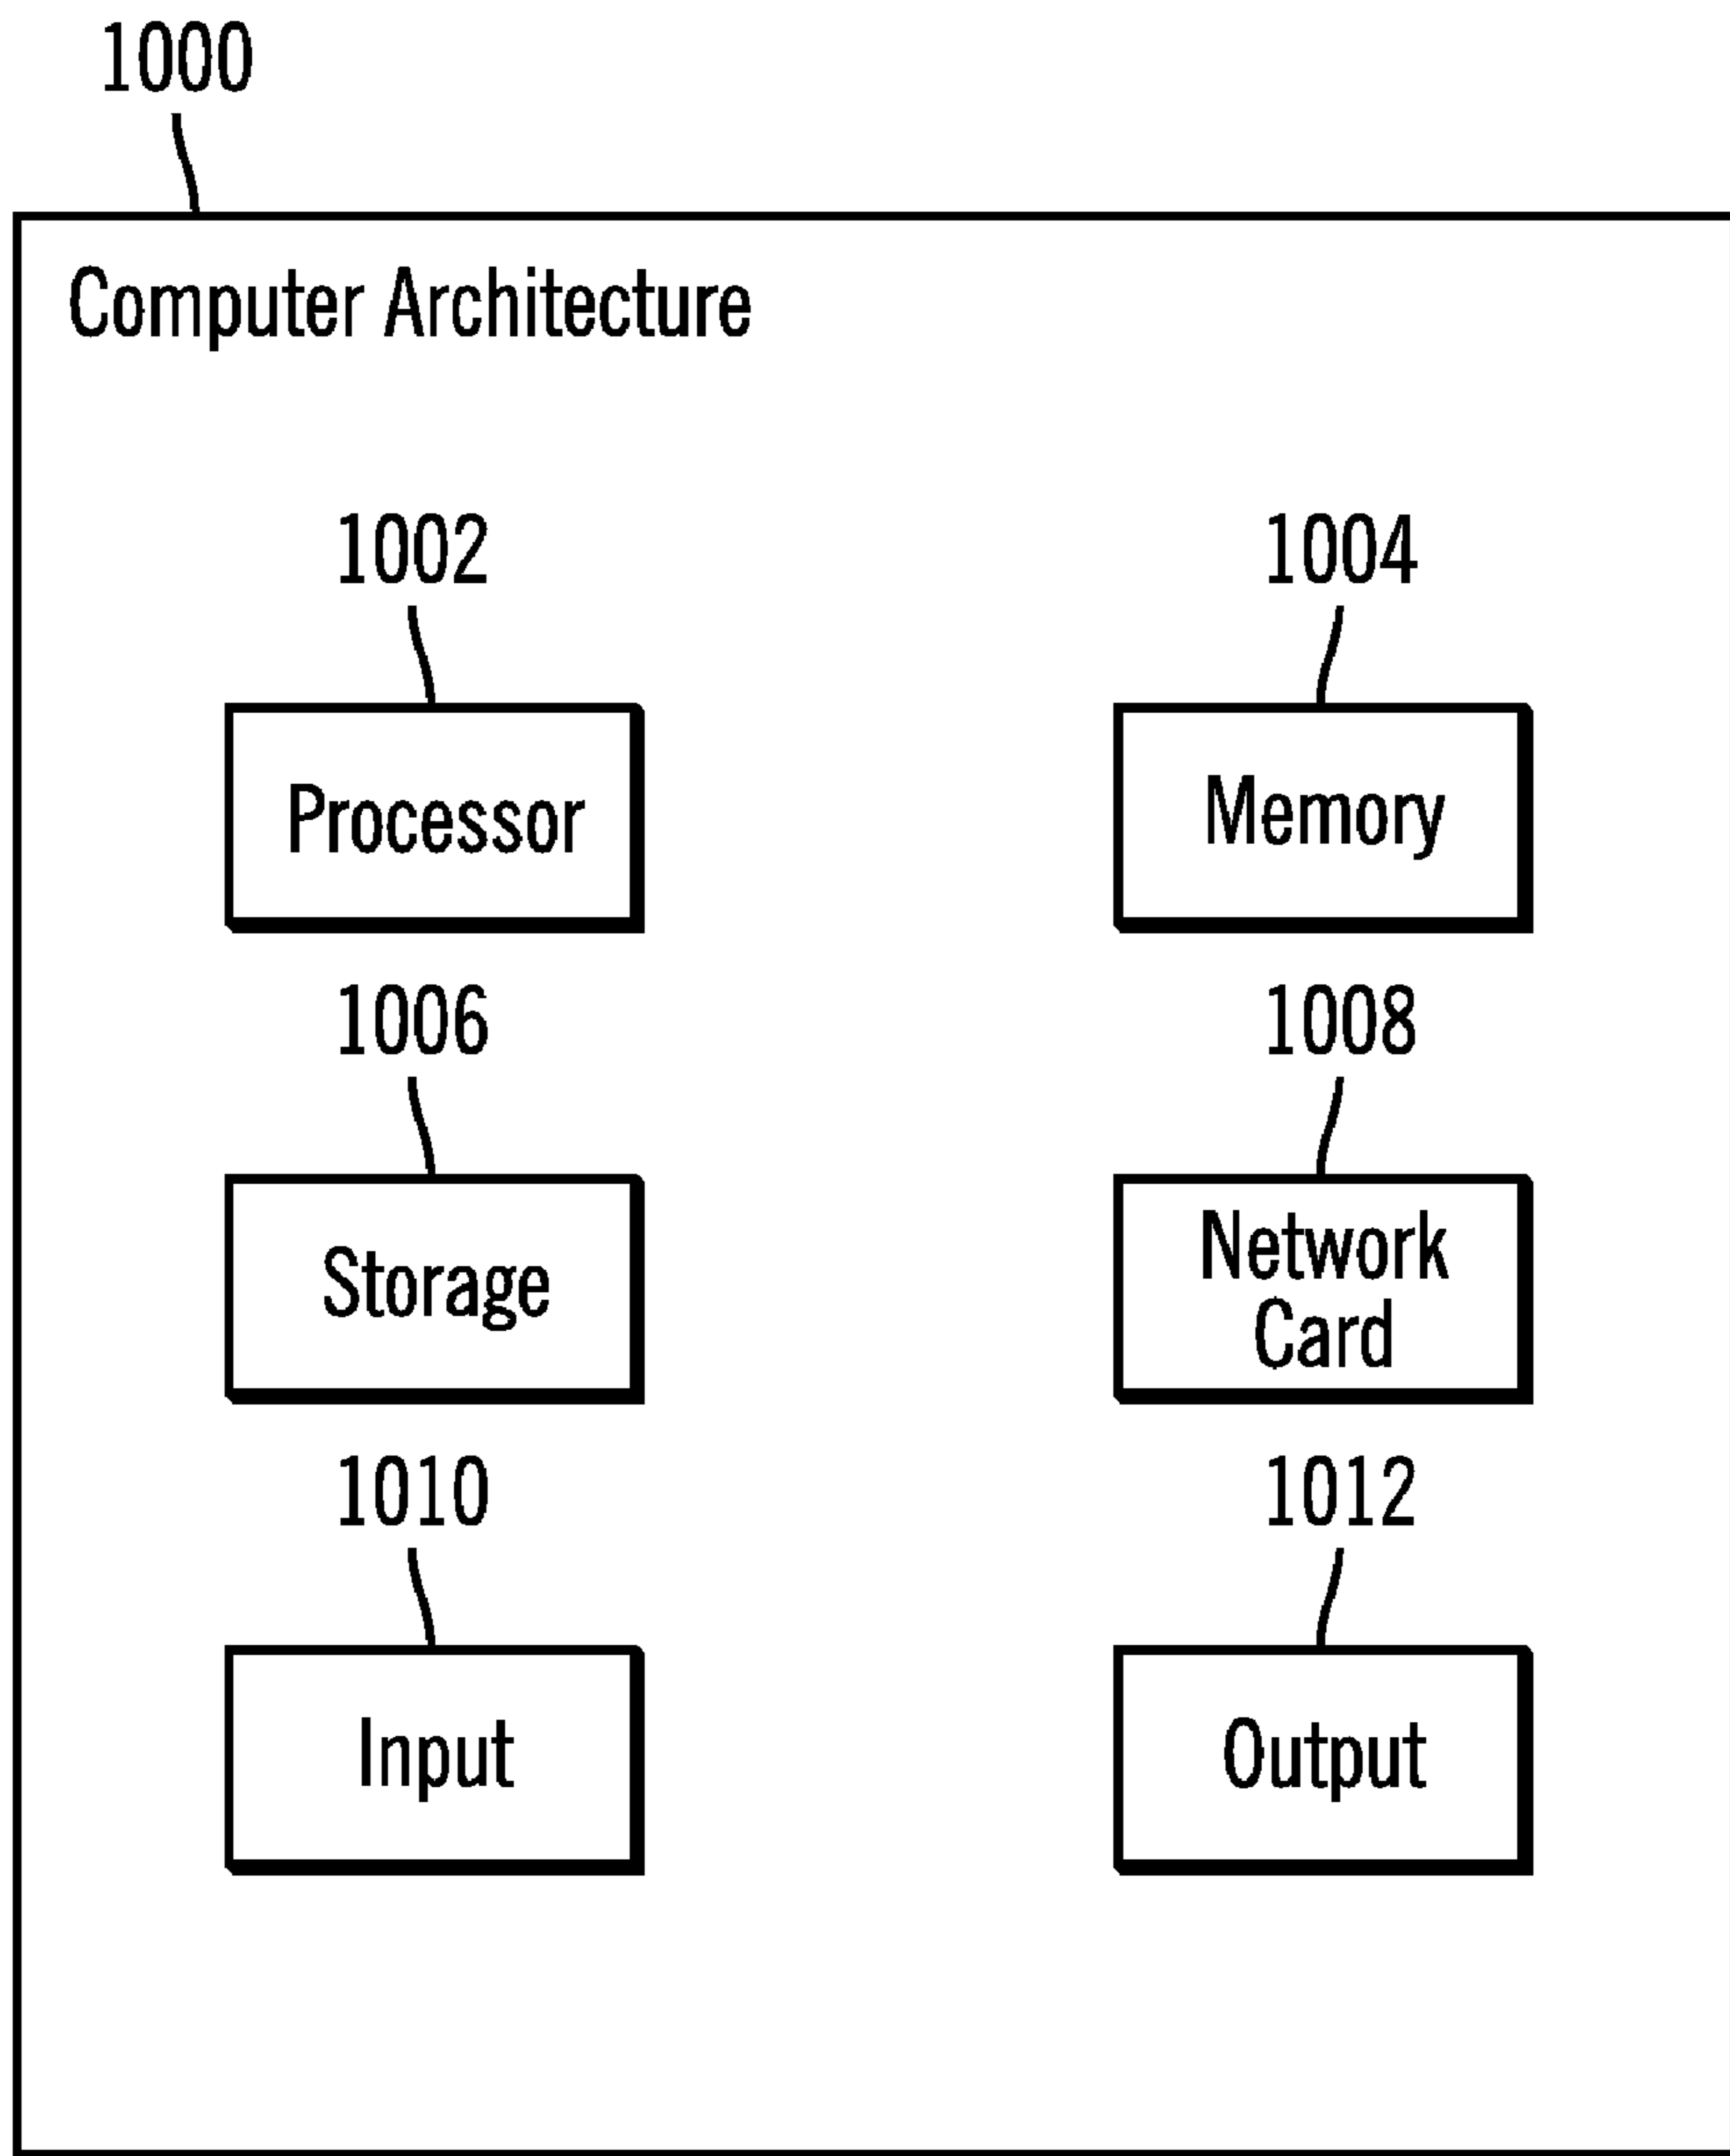 1000
Computer Architecture
1002
1004
Processor
Memory
1006
1008
Storage
Network
Card
1010
1012
Input
Output